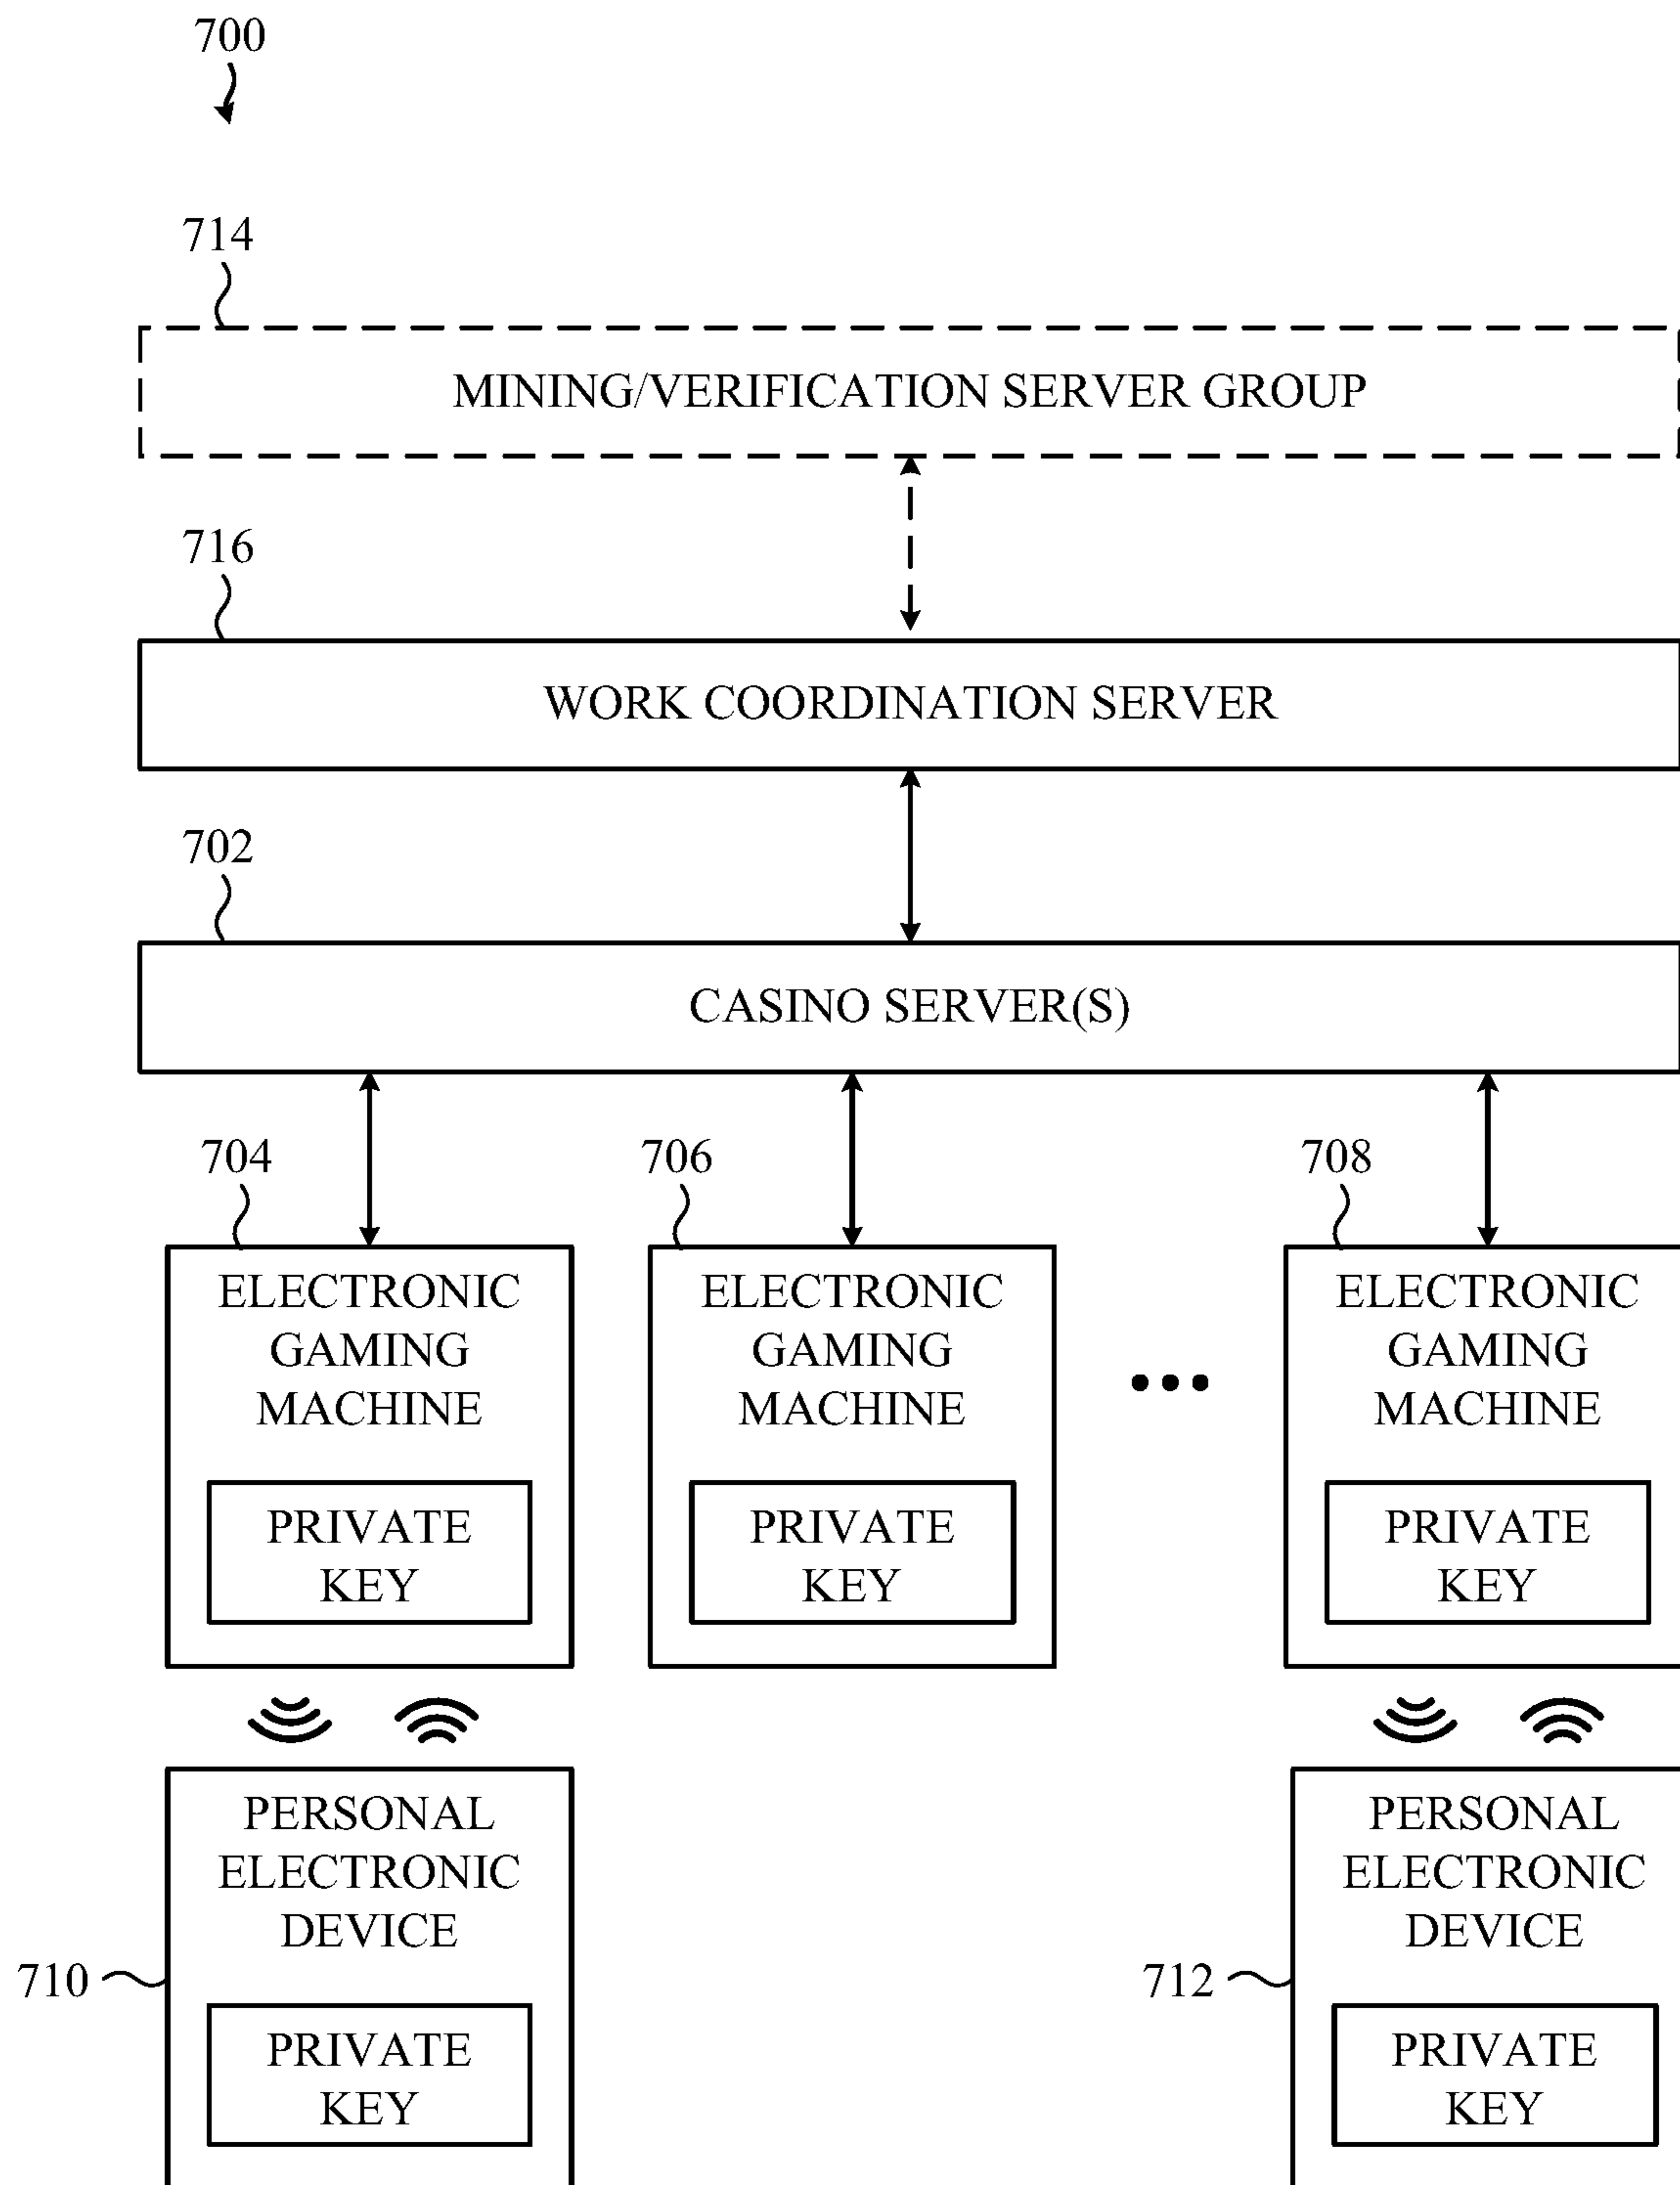 700
714
MINING/VERIFICATION SERVER GROUP
716
WORK COORDINATION SERVER
702
CASINO SERVER(S)
704
706
708
ELECTRONIC
GAMING
MACHINE
PRIVATE
KEY
ELECTRONIC
GAMING
MACHINE
PRIVATE
KEY
ELECTRONIC
GAMING
MACHINE
PRIVATE
KEY
710
PERSONAL
ELECTRONIC
DEVICE
PRIVATE
KEY
712
PERSONAL
ELECTRONIC
DEVICE
PRIVATE
KEY